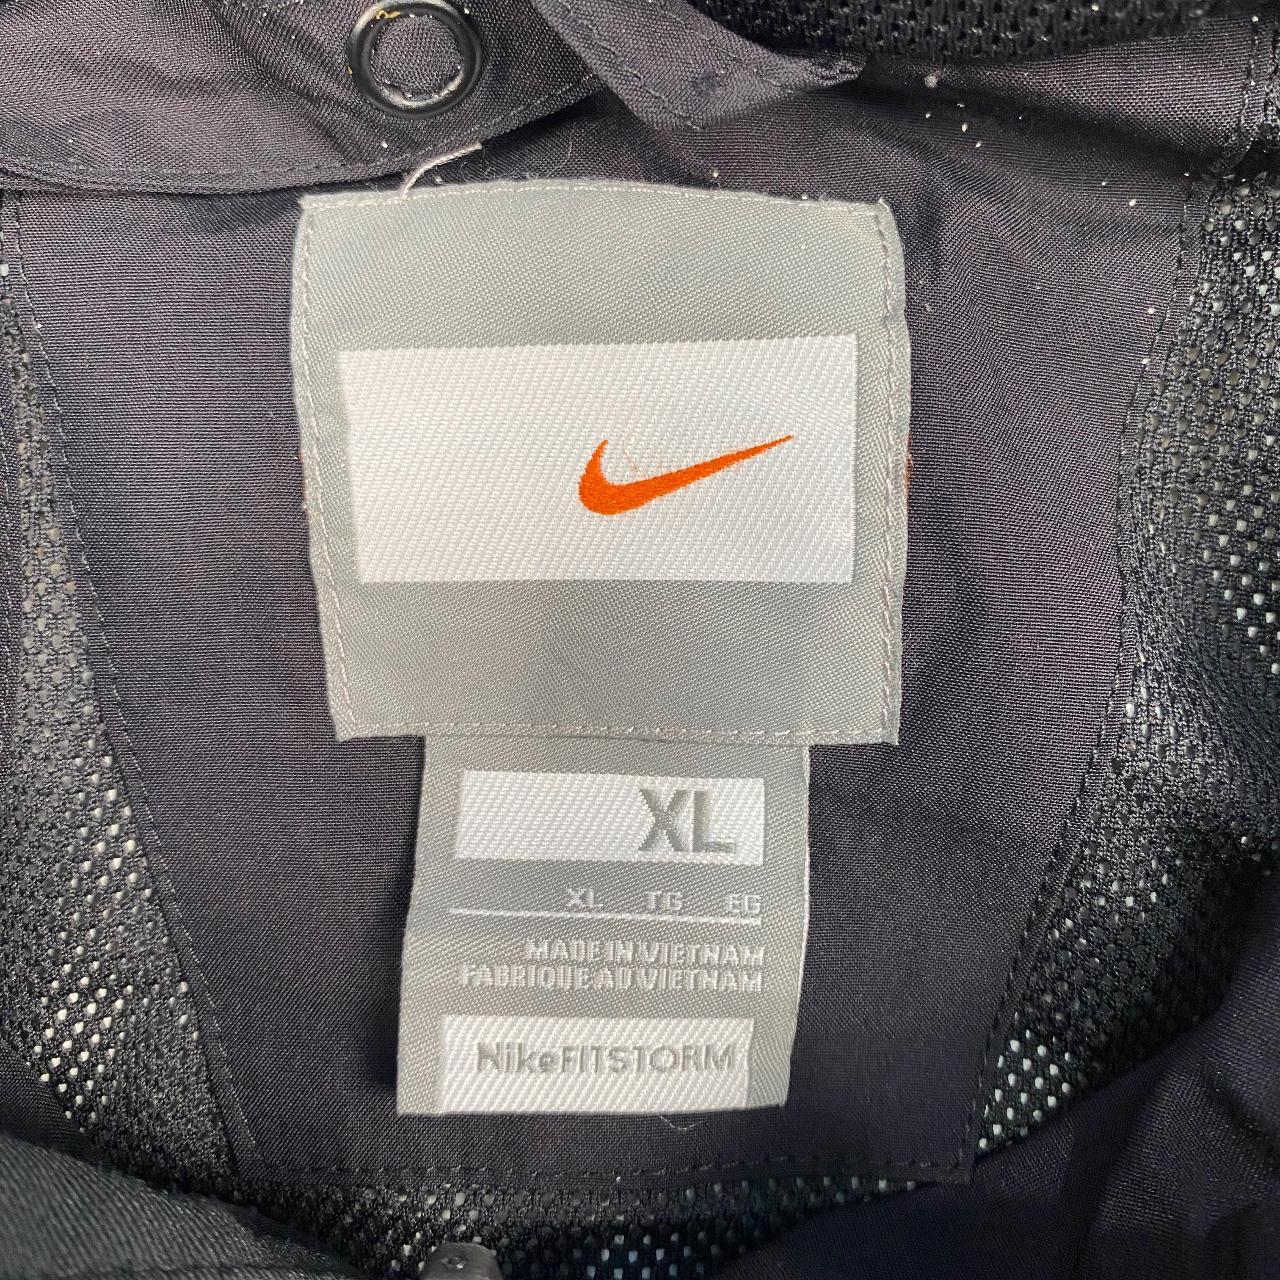 XL
XL TG EG
MADE IN VIETNAM
FABRIQUE AU VIETNAM
NikeFITSTORM